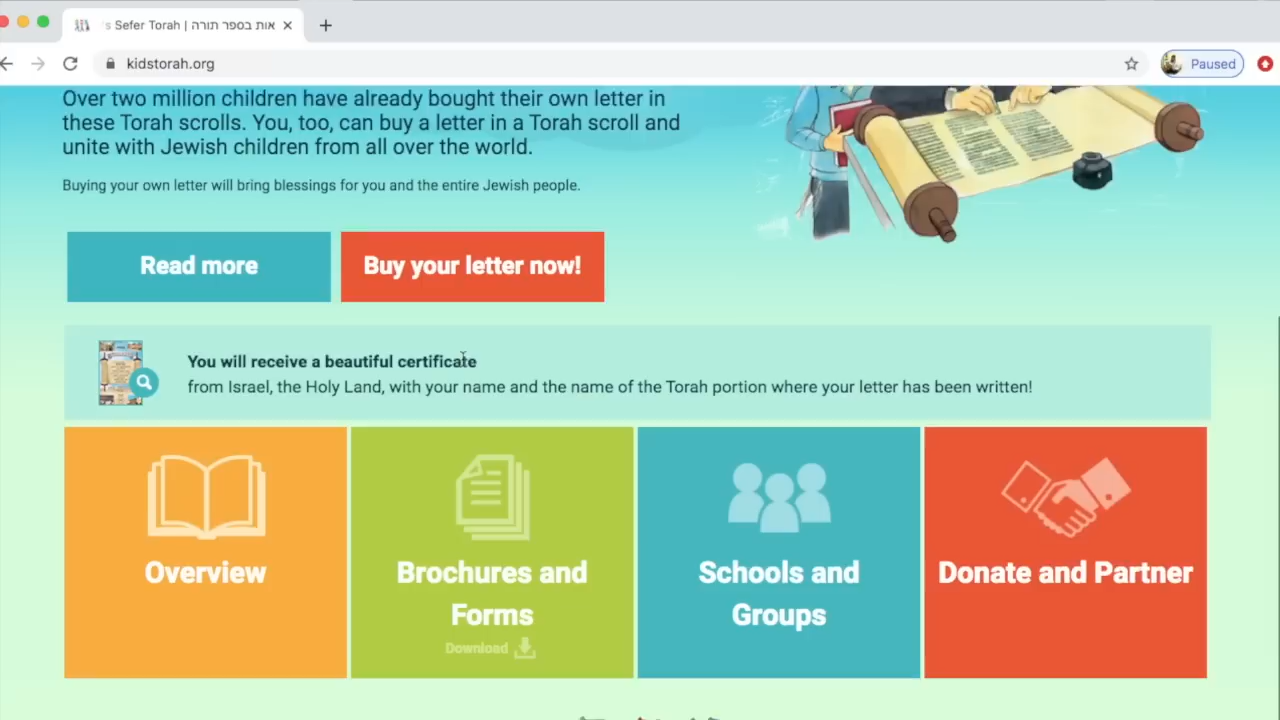 s Sefer Torah | אות בספר תורה
kidstorah.org
Paused
Over two million children have already bought their own letter in
these Torah scrolls. You, too, can buy a letter in a Torah scroll and
unite with Jewish children from all over the world.
Buying your own letter will bring blessings for you and the entire Jewish people.
Read more
Buy your letter now!
You will receive a beautiful certificate
from Israel, the Holy Land, with your name and the name of the Torah portion where your letter has been written!
Overview
Brochures and
Forms
Download
Schools and
Groups
Donate and Partner